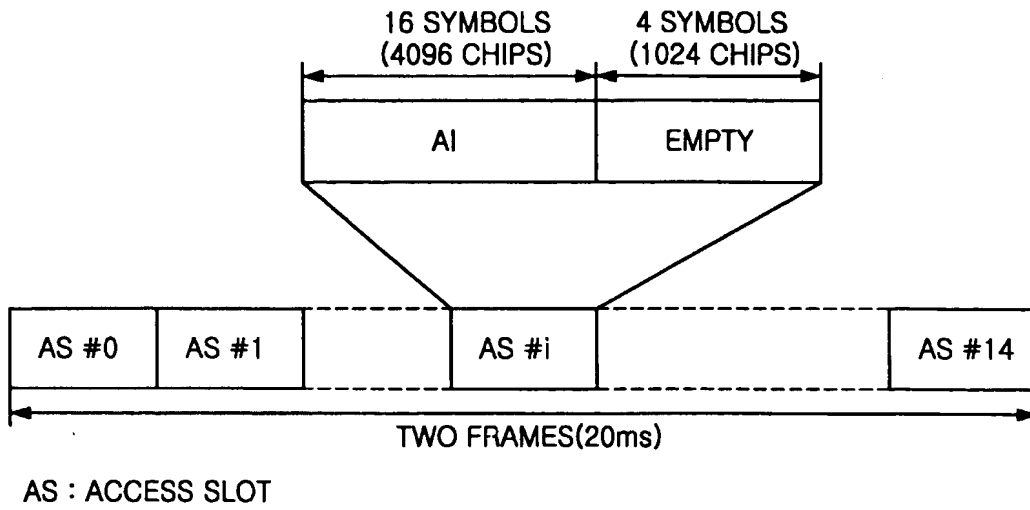 16 SYMBOLS
(4096 CHIPS)
4 SYMBOLS
(1024 CHIPS)
AI
EMPTY
AS #0
AS #1
AS #i
AS #14
TWO FRAMES(20ms)
AS : ACCESS SLOT